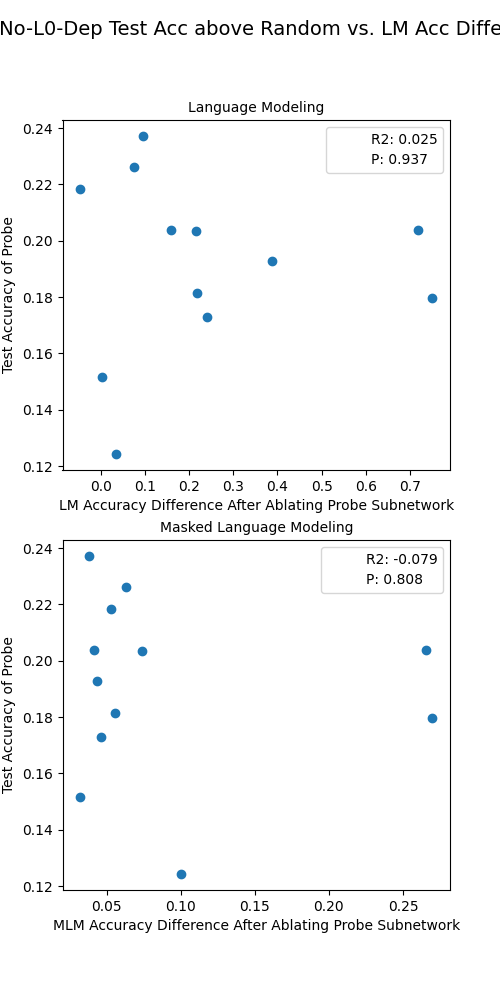 No-L0-Dep Test Acc above Random vs. LM Acc Diffe
Language Modeling
R2: 0.025
P: 0.937
Test Accuracy of Probe
0.24
0.22
0.20
0.18
0.16
0.14
0.12
0.0 0.1 0.2 0.3 0.4 0.5 0.6 0.7
LM Accuracy Difference After Ablating Probe Subnetwork
Masked Language Modeling
R2: -0.079
P: 0.808
Test Accuracy of Probe
0.24
0.22
0.20
0.18
0.16
0.14
0.12
0.05 0.10 0.15 0.20 0.25
MLM Accuracy Difference After Ablating Probe Subnetwork